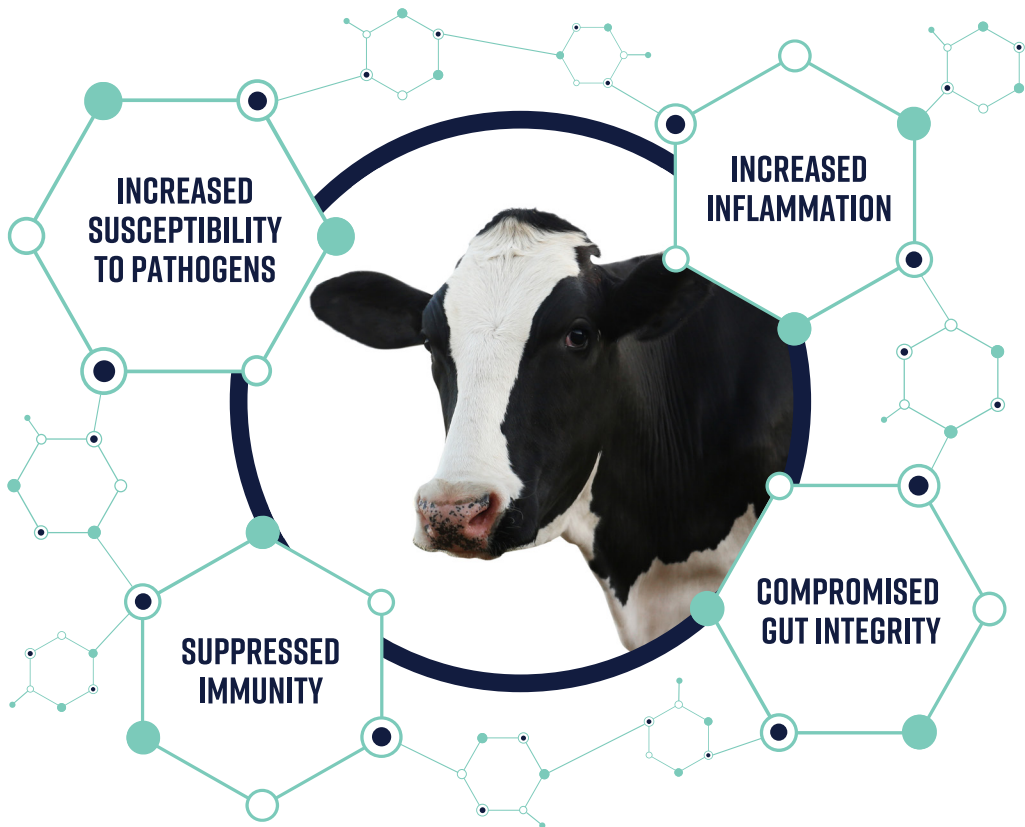 INCREASED
SUSCEPTIBILITY
TO PATHOGENS
INCREASED
INFLAMMATION
SUPPRESSED
IMMUNITY
COMPROMISED
GUT INTEGRITY